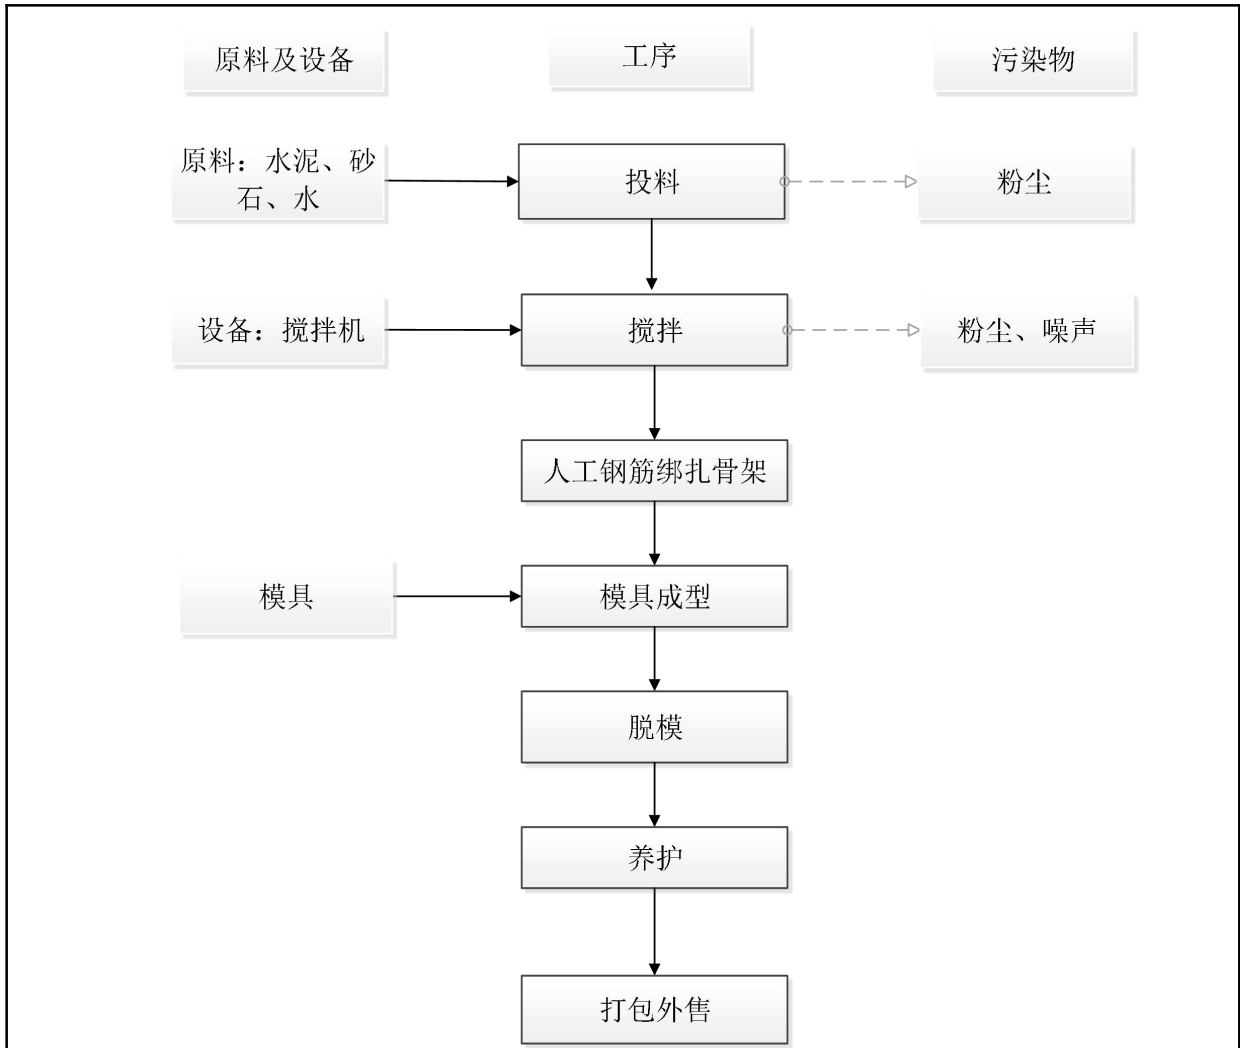 原料及设备
工序
污染物
原料：水泥、砂
石、水
投料
粉尘
设备：搅拌机
搅拌
粉尘、噪声
人工钢筋绑扎骨架
模具
模具成型
脱模
养护
打包外售